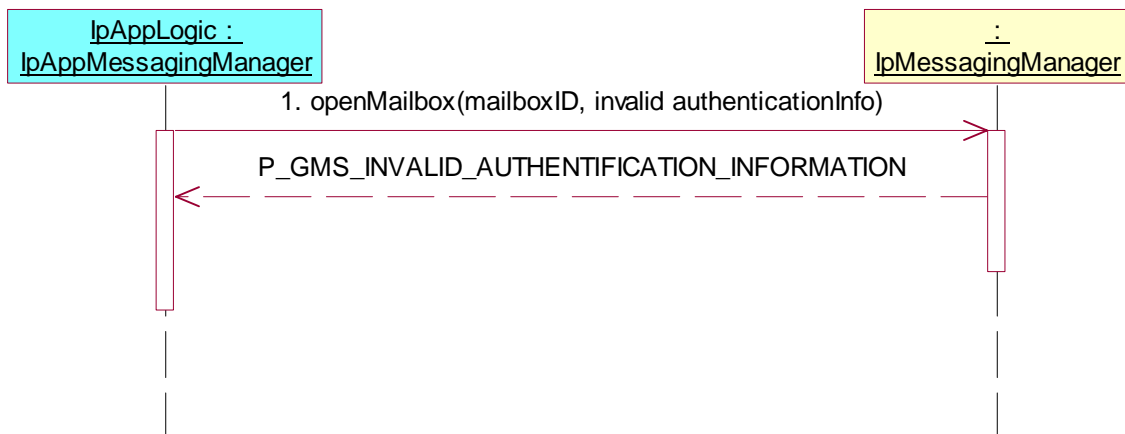 IpAppLogic :
IpAppMessagingManager
:
IpMessagingManager
1. openMailbox(mailboxID, invalid authenticationInfo)
P_GMS_INVALID_AUTHENTIFICATION_INFORMATION